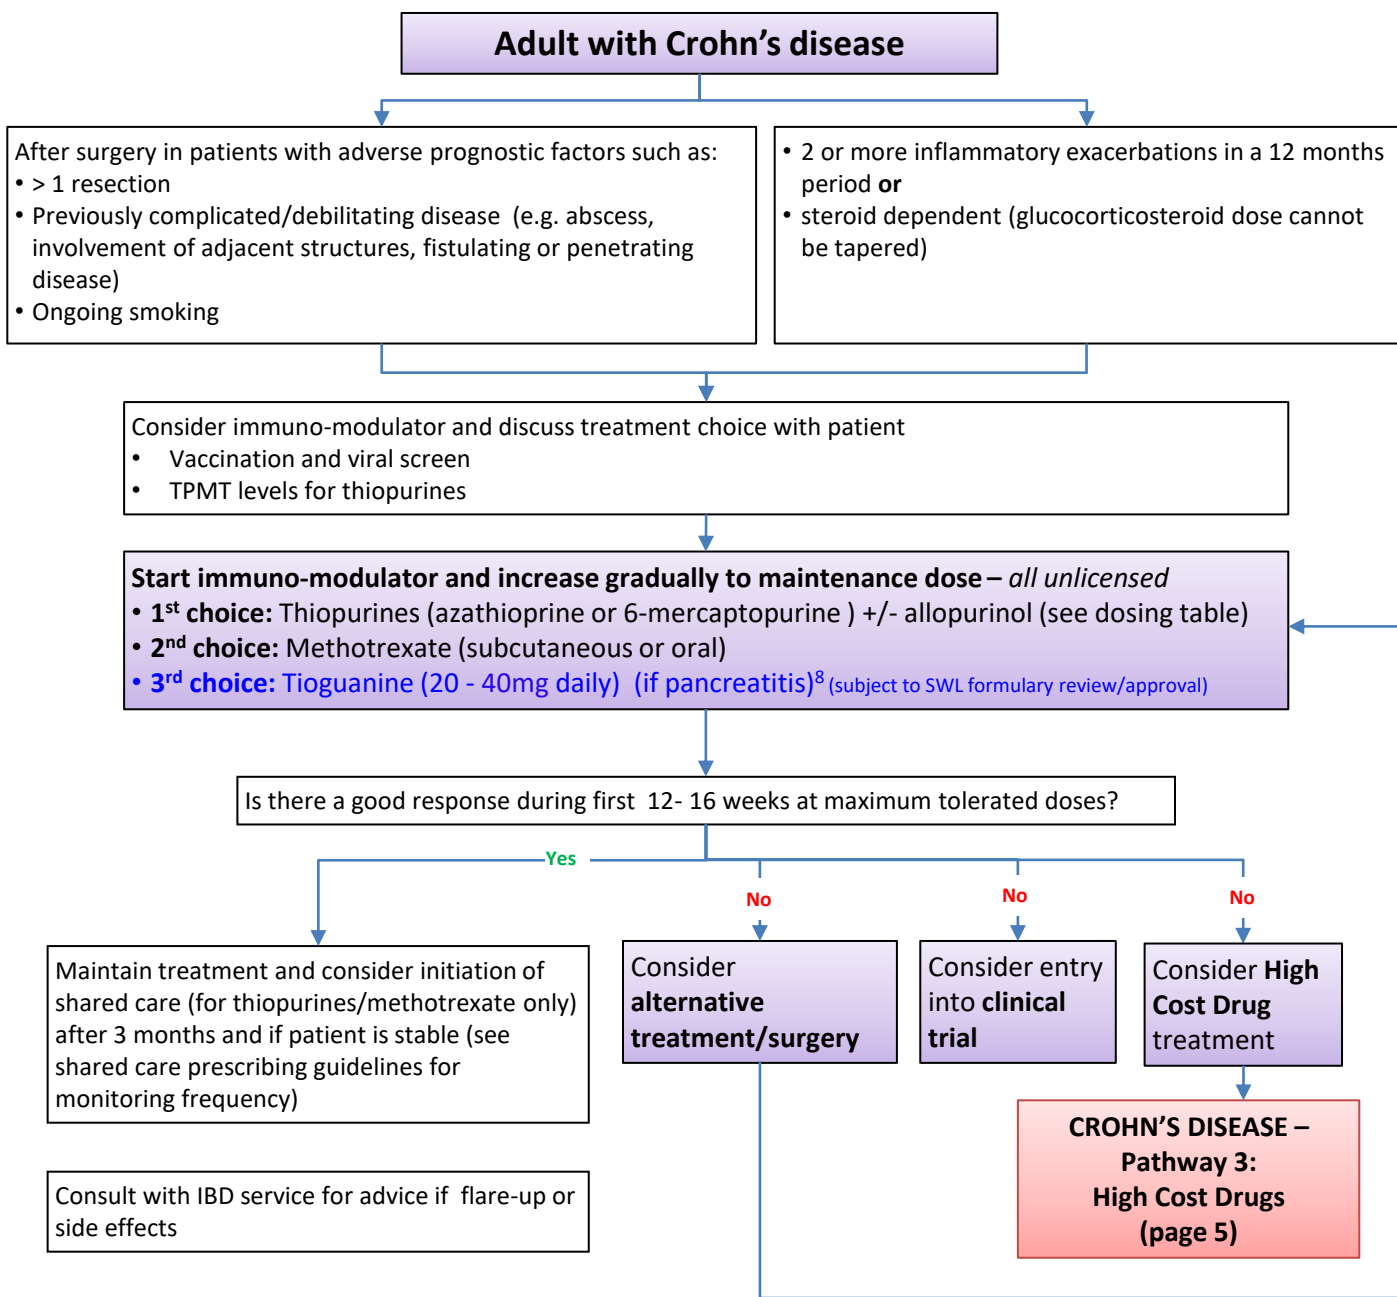 Adult with Crohn’s disease
After surgery in patients with adverse prognostic factors such as:
• > 1 resection
• Previously complicated/debilitating disease (e.g. abscess,
involvement of adjacent structures, fistulating or penetrating
disease)
• Ongoing smoking
• 2 or more inflammatory exacerbations in a 12 months
period or
• steroid dependent (glucocorticosteroid dose cannot
be tapered)
Consider immuno-modulator and discuss treatment choice with patient
• Vaccination and viral screen
• TPMT levels for thiopurines
Start immuno-modulator and increase gradually to maintenance dose – all unlicensed
• 1st choice: Thiopurines (azathioprine or 6-mercaptopurine ) +/- allopurinol (see dosing table)
• 2nd choice: Methotrexate (subcutaneous or oral)
• 3rd choice: Tioguanine (20 - 40mg daily) (if pancreatitis)8 (subject to SWL formulary review/approval)
Is there a good response during first 12- 16 weeks at maximum tolerated doses?
Yes
No
No
No
Maintain treatment and consider initiation of
shared care (for thiopurines/methotrexate only)
after 3 months and if patient is stable (see
shared care prescribing guidelines for
monitoring frequency)
Consider
alternative
treatment/surgery
Consider entry
into clinical
trial
Consider High
Cost Drug
treatment
Consult with IBD service for advice if flare-up or
side effects
CROHN’S DISEASE –
Pathway 3:
High Cost Drugs
(page 5)